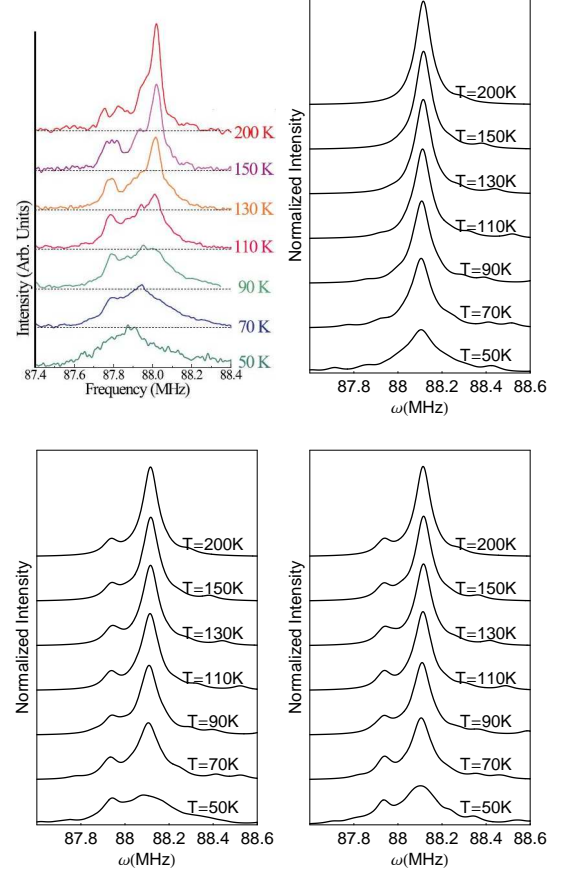 Intensity (Arb. Units)
200 K
150 K
130 K
110 K
90 K
70 K
50 K
87.4 87.6 87.8 88.0 88.2 88.4
Frequency (MHz)
Normalized Intensity
T=200K
T=150K
T=130K
T=110K
T=90K
T=70K
T=50K
87.8 88 88.2 88.4 88.6
ω(MHz)
Normalized Intensity
T=200K
T=150K
T=130K
T=110K
T=90K
T=70K
T=50K
87.8 88 88.2 88.4 88.6
ω(MHz)
Normalized Intensity
T=200K
T=150K
T=130K
T=110K
T=90K
T=70K
T=50K
87.8 88 88.2 88.4 88.6
ω(MHz)